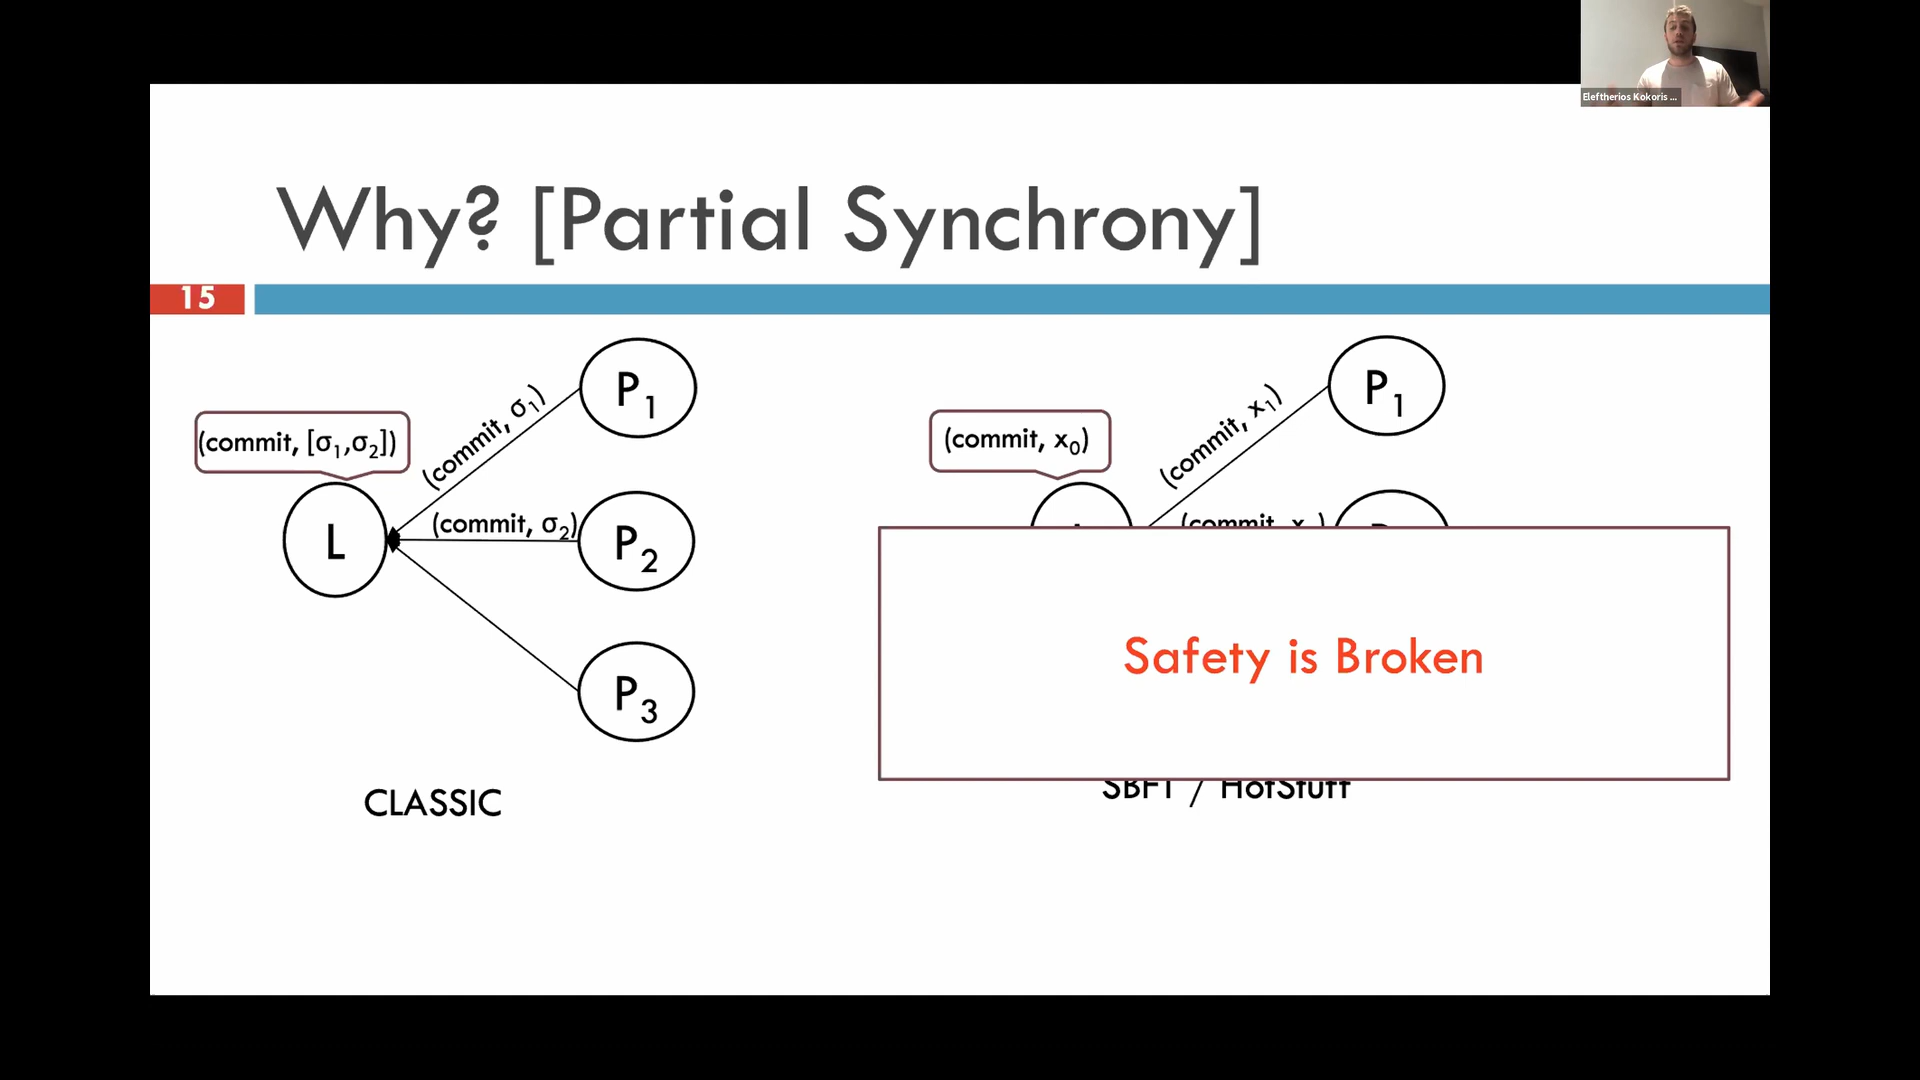 Eleftherios Kokoris ...
Why? [Partial Synchrony]
15
(commit, [σ₁,σ₂])
L
(commit, σ₁)
P₁
(commit, σ₂)
P₂
P₃
CLASSIC
(commit, x₀)
(commit, x₁)
P₁
(commit, x
Safety is Broken
SBFT / HotStuff